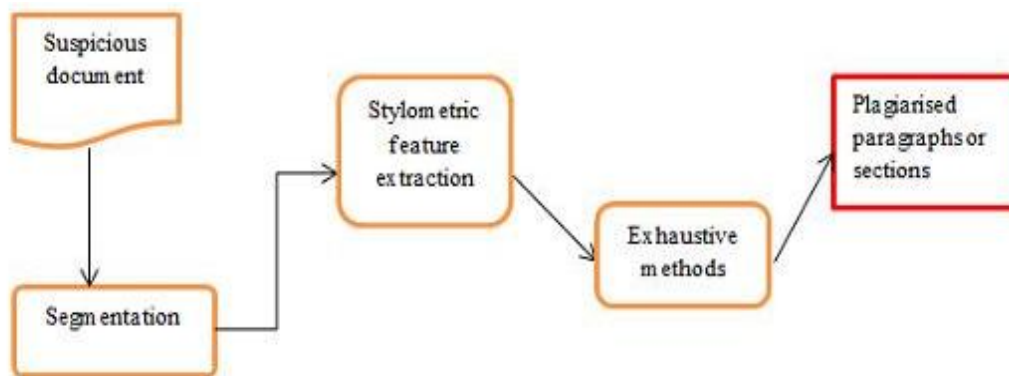 Suspicious
document
Segmentation
Stylometric
feature
extraction
Exhaustive
methods
Plagiarised
paragraphs or
sections